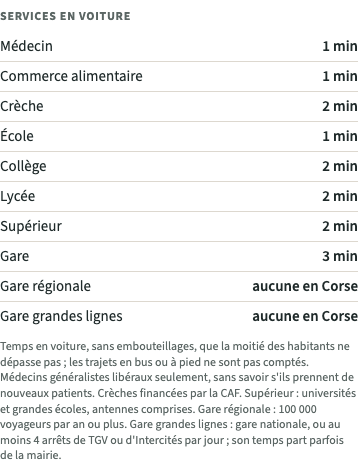 SERVICES EN VOITURE
Médecin 1 min
Commerce alimentaire 1 min
Crèche 2 min
École 1 min
Collège 2 min
Lycée 2 min
Supérieur 2 min
Gare 3 min
Gare régionale aucune en Corse
Gare grandes lignes aucune en Corse
Temps en voiture, sans embouteillages, que la moitié des habitants ne
dépasse pas ; les trajets en bus ou à pied ne sont pas comptés.
Médecins généralistes libéraux seulement, sans savoir s'ils prennent de
nouveaux patients. Crèches financées par la CAF. Supérieur : universités
et grandes écoles, antennes comprises. Gare régionale : 100 000
voyageurs par an ou plus. Gare grandes lignes : gare nationale, ou au
moins 4 arrêts de TGV ou d'Intercités par jour ; son temps part parfois
de la mairie.